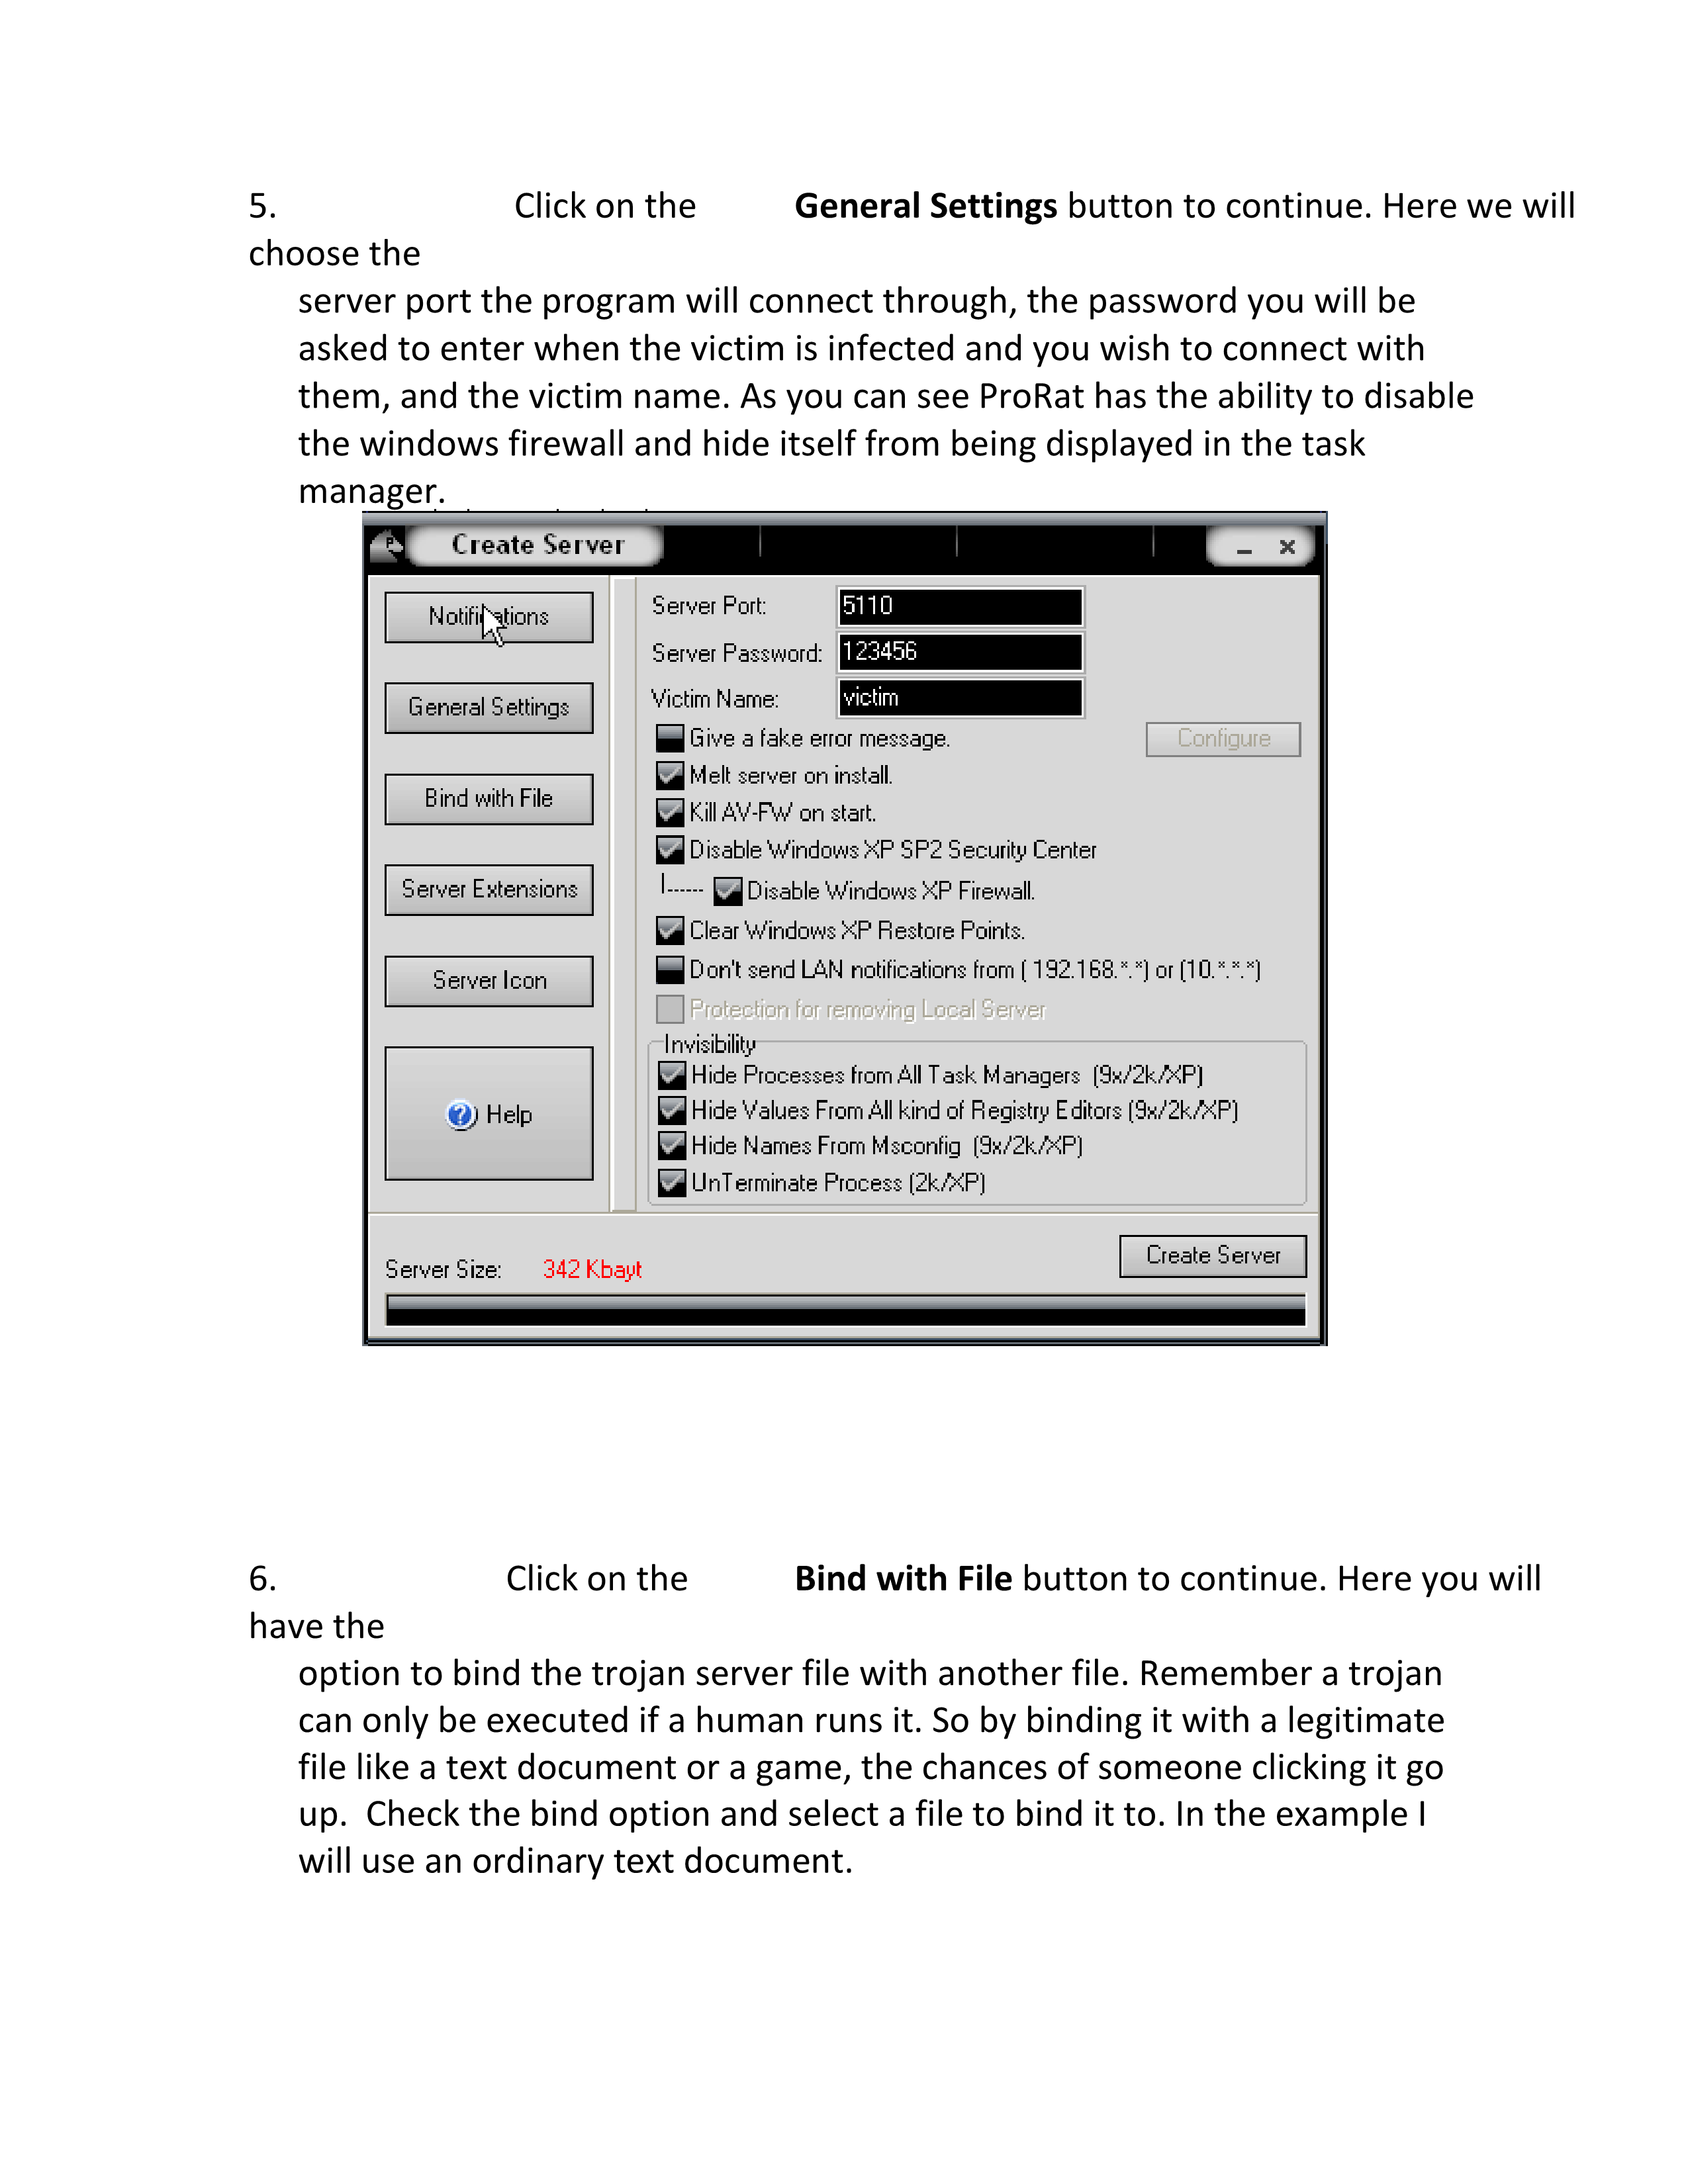 5. Click on the General Settings button to continue. Here we will
choose the
server port the program will connect through, the password you will be
asked to enter when the victim is infected and you wish to connect with
them, and the victim name. As you can see ProRat has the ability to disable
the windows firewall and hide itself from being displayed in the task
manager.
Create Server
Notifications
General Settings
Bind with File
Server Extensions
Server Icon
Help
Server Port: 5110
Server Password: 123456
Victim Name: victim
Give a fake error message. Configure
Melt server on install.
Kill AV-FW on start.
Disable Windows XP SP2 Security Center
Disable Windows XP Firewall.
Clear Windows XP Restore Points.
Don't send LAN notifications from ( 192.168.*.*) or (10.*.*.*)
Protection for removing Local Server
Invisibility
Hide Processes from All Task Managers (9x/2k/XP)
Hide Values From All kind of Registry Editors (9x/2k/XP)
Hide Names From Msconfig (9x/2k/XP)
UnTerminate Process (2k/XP)
Server Size: 342 Kbayt
Create Server
6. Click on the Bind with File button to continue. Here you will
have the
option to bind the trojan server file with another file. Remember a trojan
can only be executed if a human runs it. So by binding it with a legitimate
file like a text document or a game, the chances of someone clicking it go
up. Check the bind option and select a file to bind it to. In the example I
will use an ordinary text document.